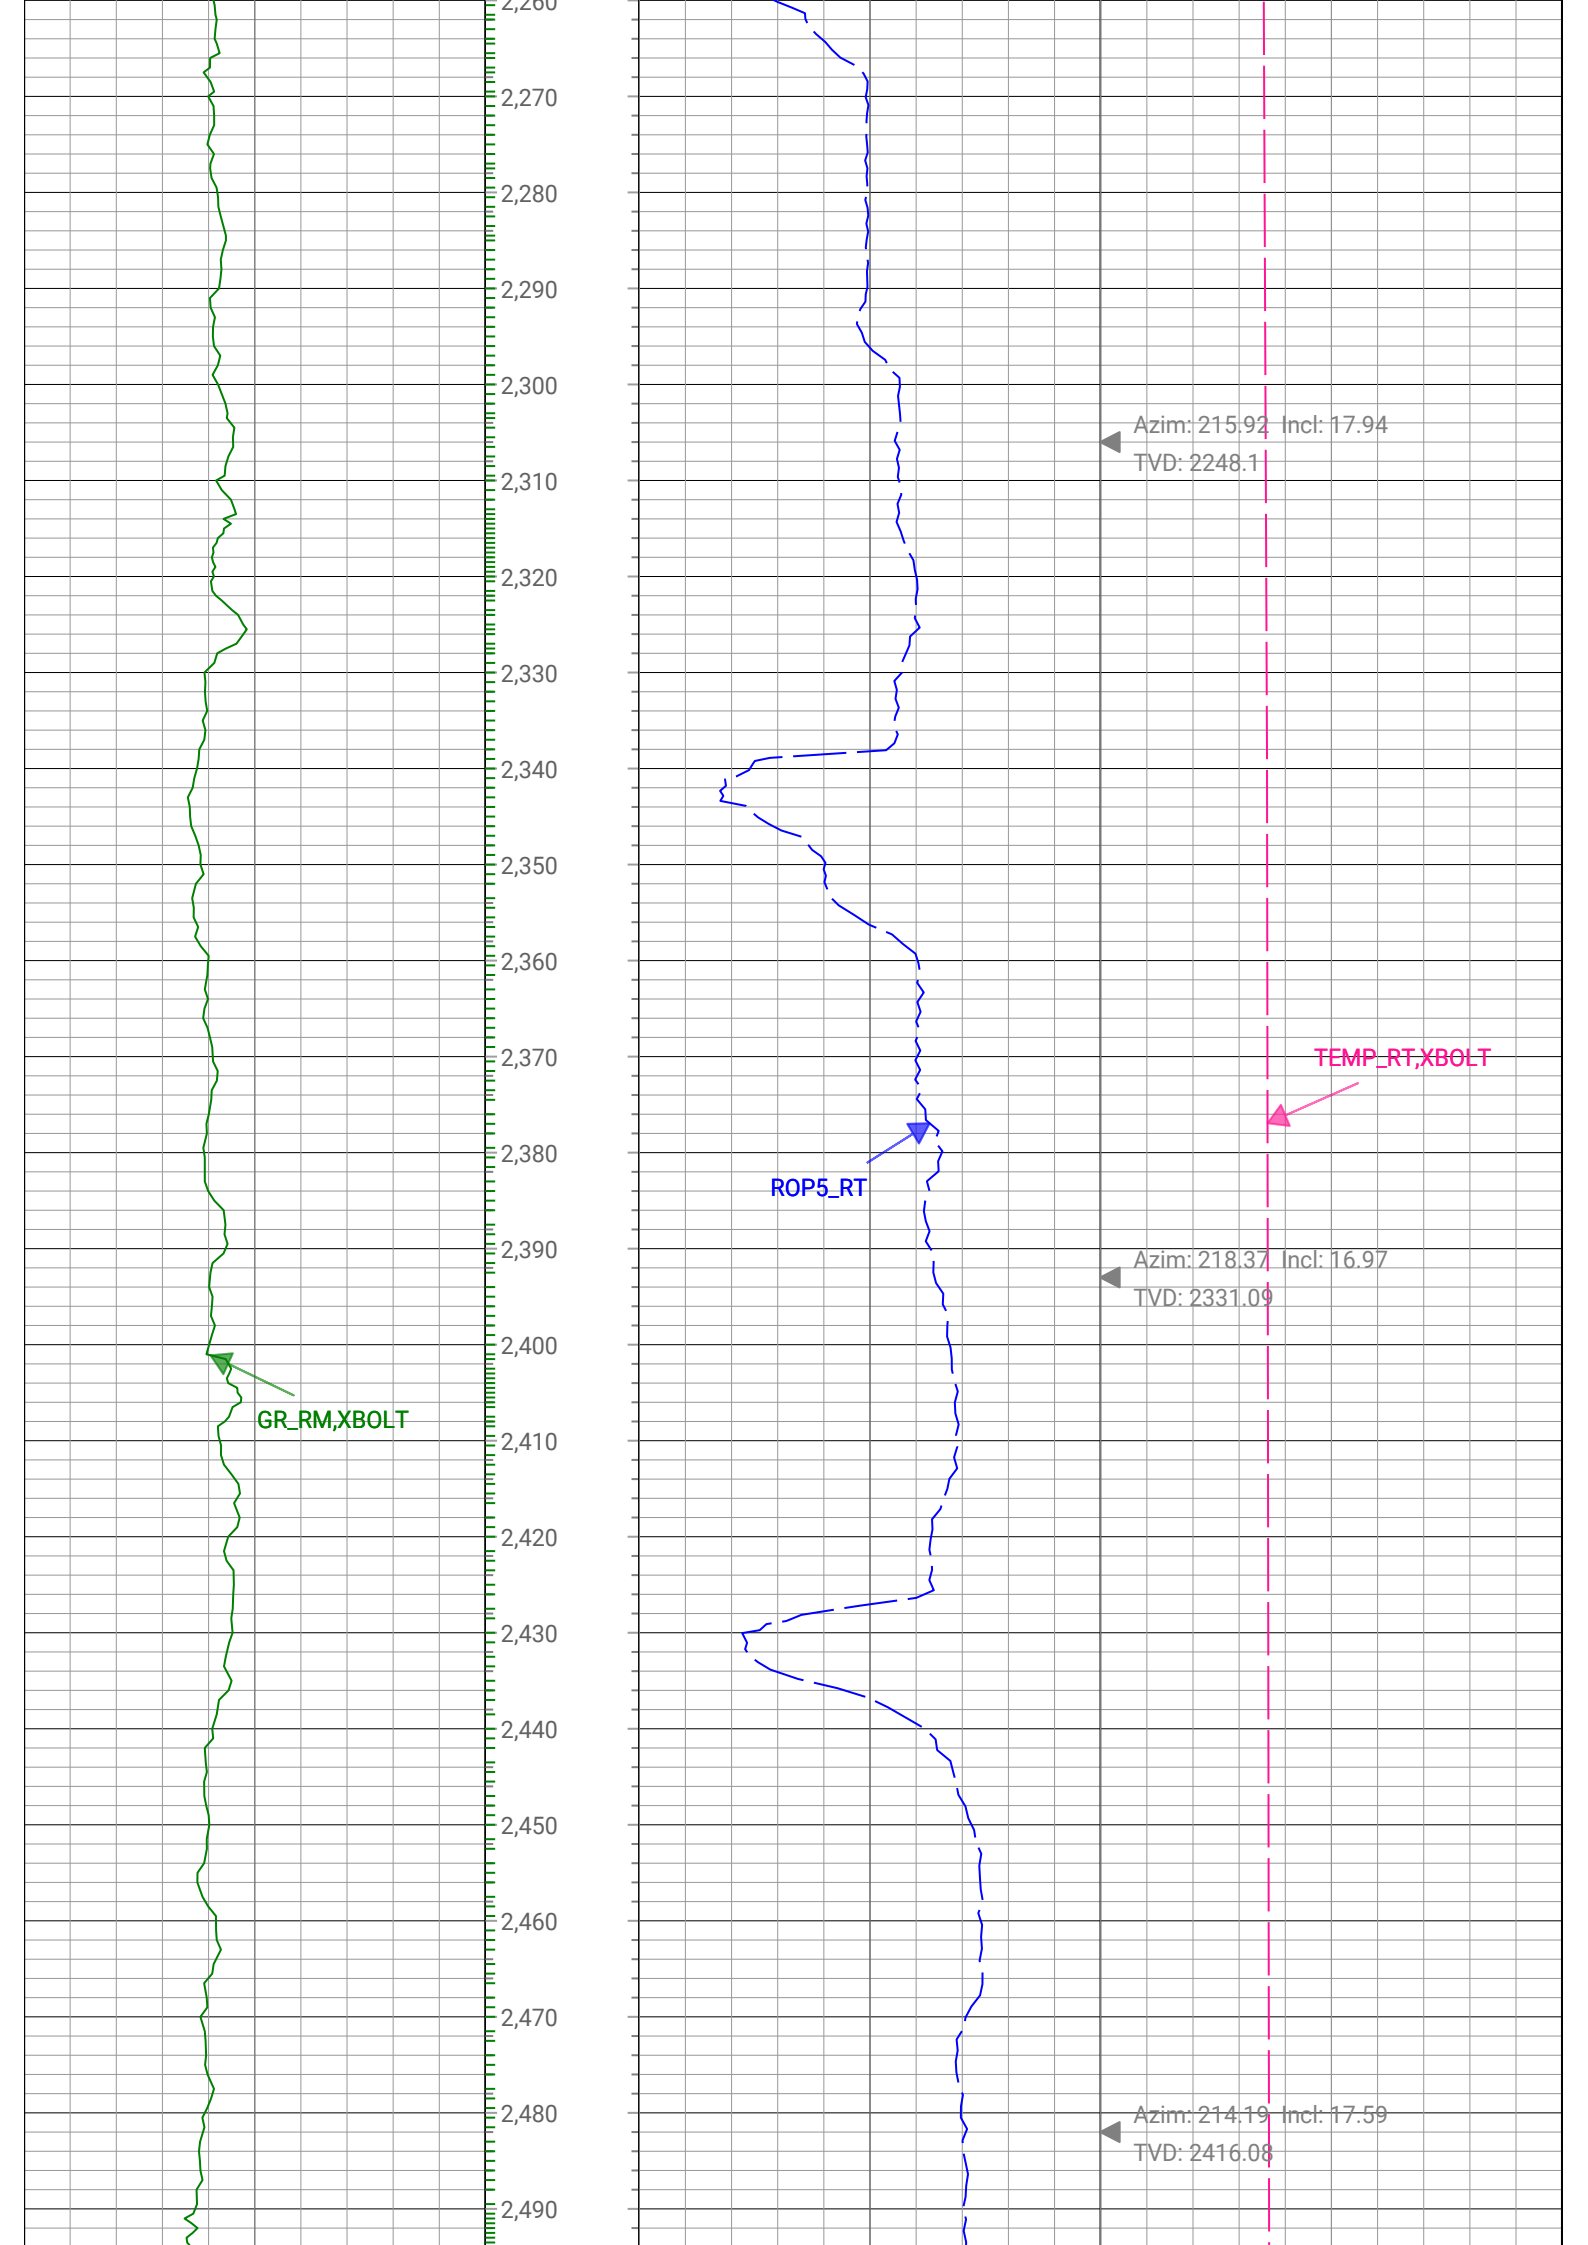 2,260
2,270
2,280
2,290
2,300
Azim: 215.92 Incl: 17.94
TVD: 2248.1
2,310
2,320
2,330
2,340
2,350
2,360
2,370
TEMP_RT,XBOLT
2,380
ROP5_RT
2,390
Azim: 218.37 Incl: 16.97
TVD: 2331.09
2,400
GR_RM,XBOLT
2,410
2,420
2,430
2,440
2,450
2,460
2,470
2,480
Azim: 214.19 Incl: 17.59
TVD: 2416.08
2,490